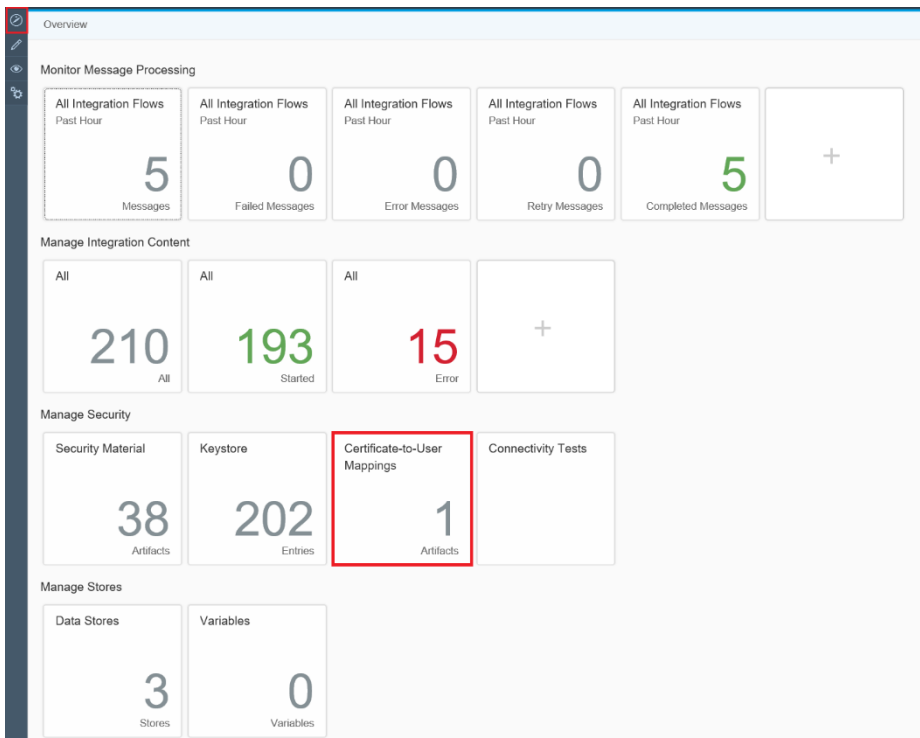 Overview
Monitor Message Processing
All Integration Flows
Past Hour
5
Messages
All Integration Flows
Past Hour
0
Failed Messages
All Integration Flows
Past Hour
0
Error Messages
All Integration Flows
Past Hour
0
Retry Messages
All Integration Flows
Past Hour
5
Completed Messages
+
Manage Integration Content
All
210
All
All
193
Started
All
15
Error
+
Manage Security
Security Material
38
Artifacts
Keystore
202
Entries
Certificate-to-User
Mappings
1
Artifacts
Connectivity Tests
Manage Stores
Data Stores
3
Stores
Variables
0
Variables